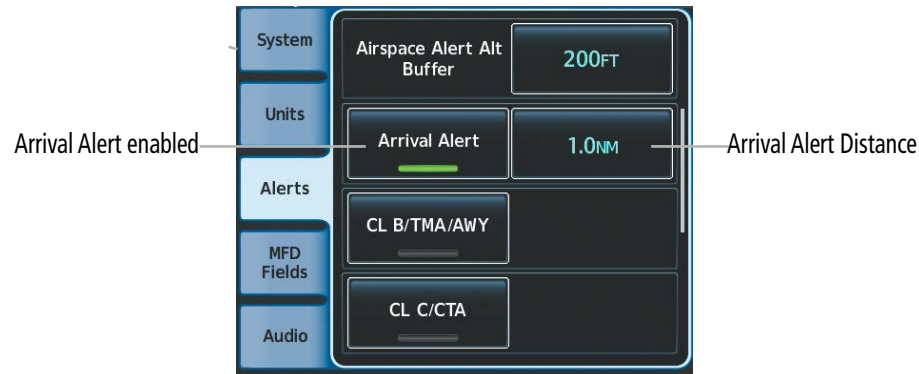 System
Units
Alerts
MFD
Fields
Audio
Airspace Alert Alt
Buffer
200FT
Arrival Alert
1.0NM
CL B/TMA/AWY
CL C/CTA
Arrival Alert enabled
Arrival Alert Distance